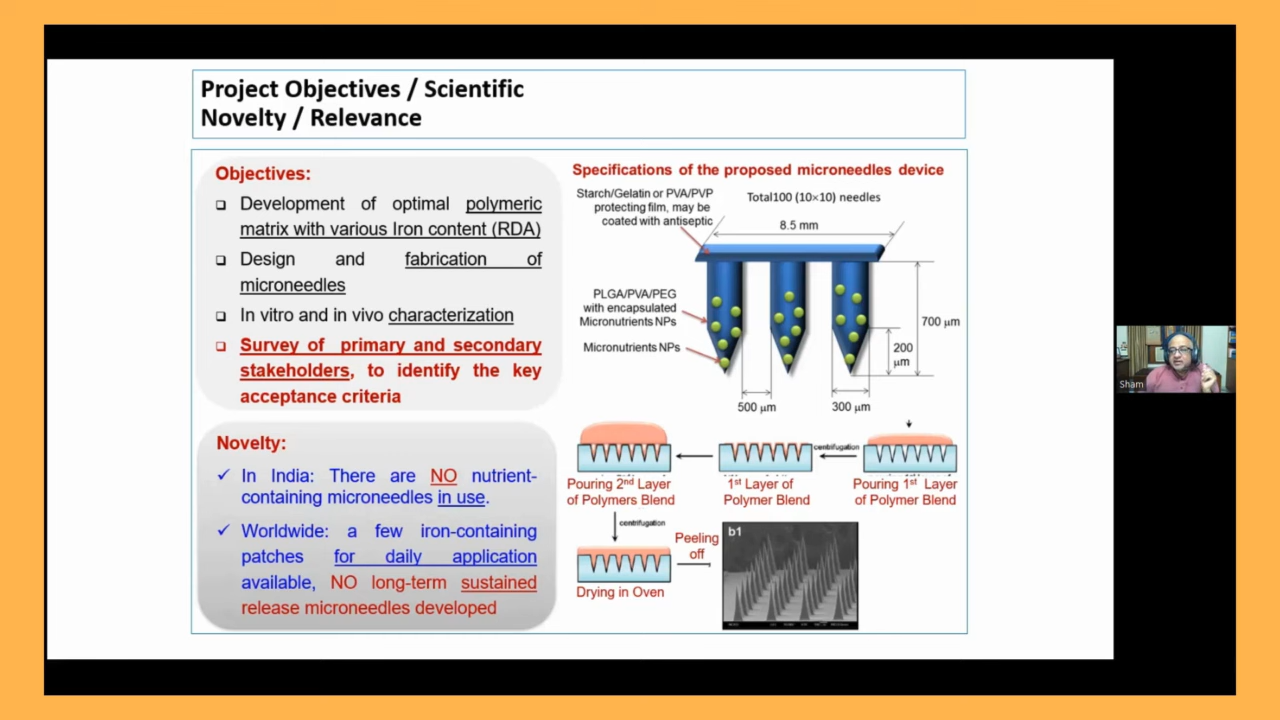 Project Objectives / Scientific
Novelty / Relevance
Objectives:
Development of optimal polymeric
matrix with various Iron content (RDA)
Design and fabrication of
microneedles
In vitro and in vivo characterization
Survey of primary and secondary
stakeholders, to identify the key
acceptance criteria
Novelty:
In India: There are NO nutrient-
containing microneedles in use.
Worldwide: a few iron-containing
patches for daily application
available, NO long-term sustained
release microneedles developed
Specifications of the proposed microneedles device
Starch/Gelatin or PVA/PVP
protecting film, may be
coated with antiseptic
Total100 (10×10) needles
8.5 mm
PLGA/PVA/PEG
with encapsulated
Micronutrients NPs
Micronutrients NPs
700 µm
200
µm
500 µm
300 µm
centrifugation
Pouring 2nd Layer
of Polymers Blend
1st Layer of
Polymer Blend
Pouring 1st Layer
of Polymer Blend
centrifugation
Peeling
off
Drying in Oven
b1
Sham